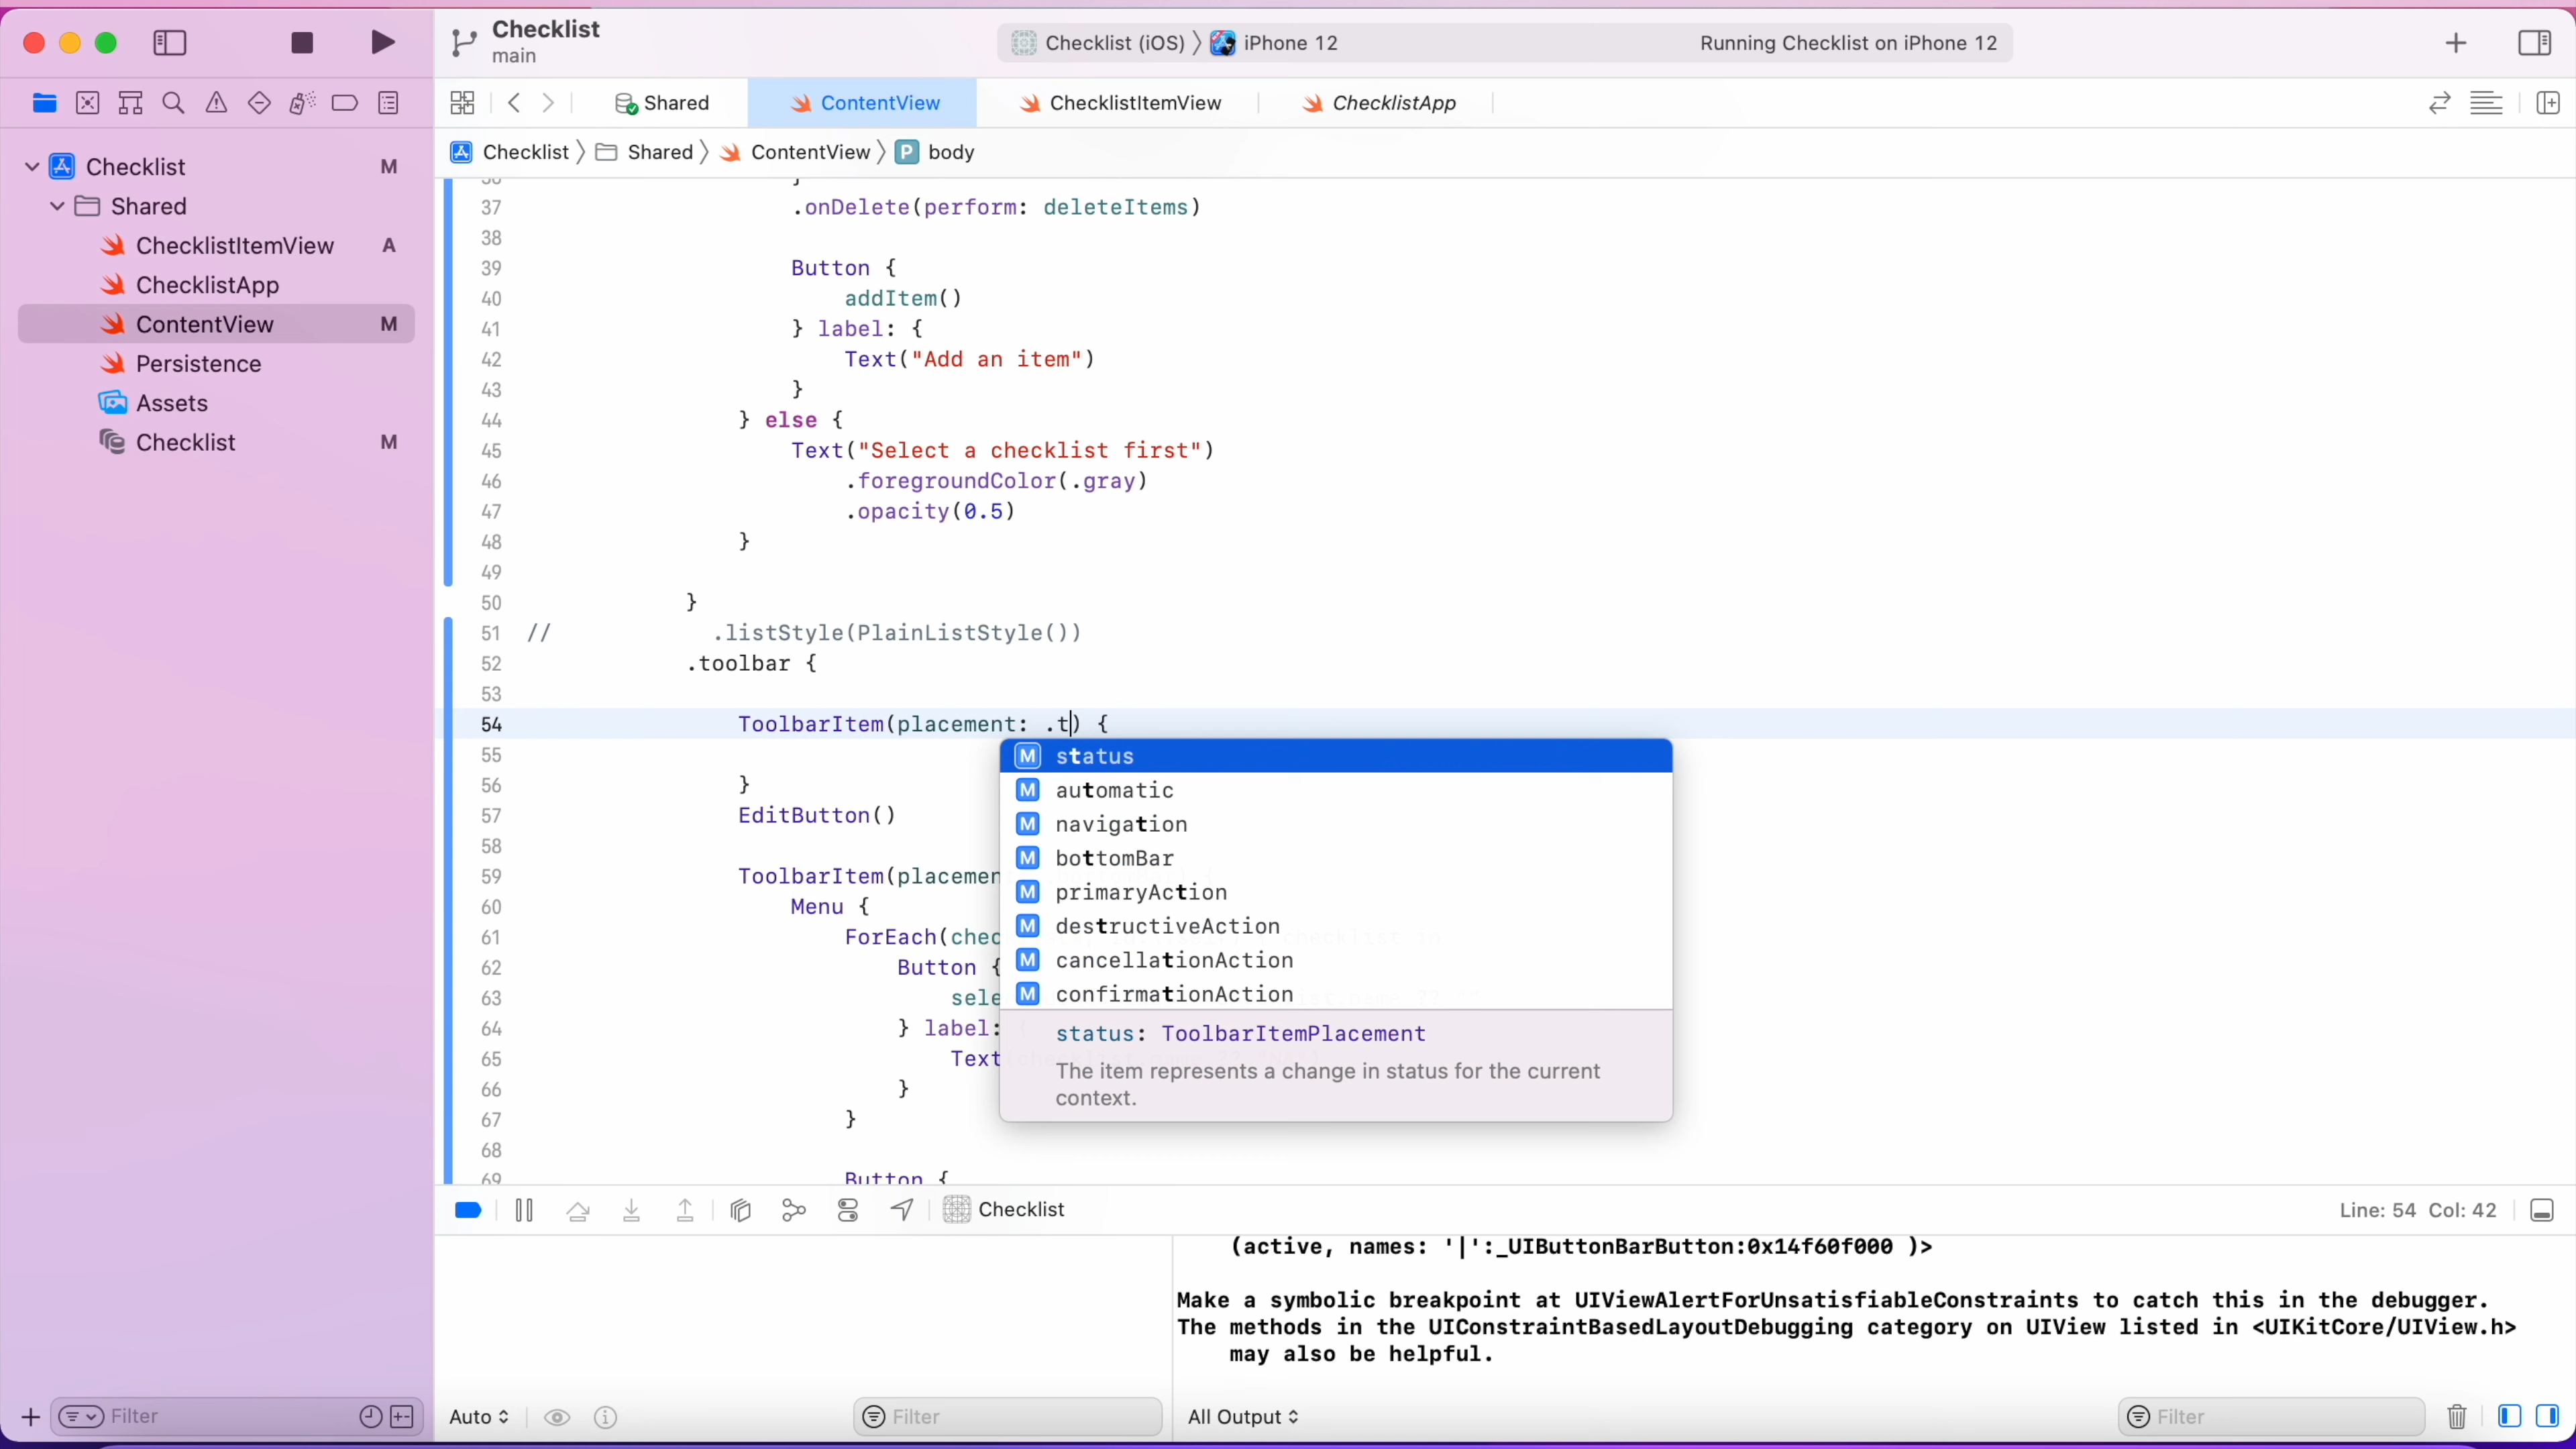 Checklist
main
Checklist (iOS) 〉 iPhone 12
Running Checklist on iPhone 12
Shared
ContentView
ChecklistItemView
ChecklistApp
Checklist 〉 Shared 〉 ContentView 〉 P body
Checklist M
Shared
ChecklistItemView A
ChecklistApp
ContentView M
Persistence
Assets
Checklist M
37 .onDelete(perform: deleteItems)
38
39 Button {
40 addItem()
41 } label: {
42 Text("Add an item")
43 }
44 } else {
45 Text("Select a checklist first")
46 .foregroundColor(.gray)
47 .opacity(0.5)
48 }
49
50 }
51 // .listStyle(PlainListStyle())
52 .toolbar {
53
54 ToolbarItem(placement: .t) {
55
56 }
57 EditButton()
58
59 ToolbarItem(placemen
60 Menu {
61 ForEach(chec
62 Button {
63 sele
64 } label:
65 Text
66 }
67 }
68
69 Button {
M status
M automatic
M navigation
M bottomBar
M primaryAction
M destructiveAction
M cancellationAction
M confirmationAction
status: ToolbarItemPlacement
The item represents a change in status for the current
context.
Checklist
Line: 54 Col: 42
(active, names: '|':_UIButtonBarButton:0x14f60f000 )>
Make a symbolic breakpoint at UIViewAlertForUnsatisfiableConstraints to catch this in the debugger.
The methods in the UIConstraintBasedLayoutDebugging category on UIView listed in <UIKitCore/UIView.h>
may also be helpful.
Filter
Auto
Filter
All Output
Filter